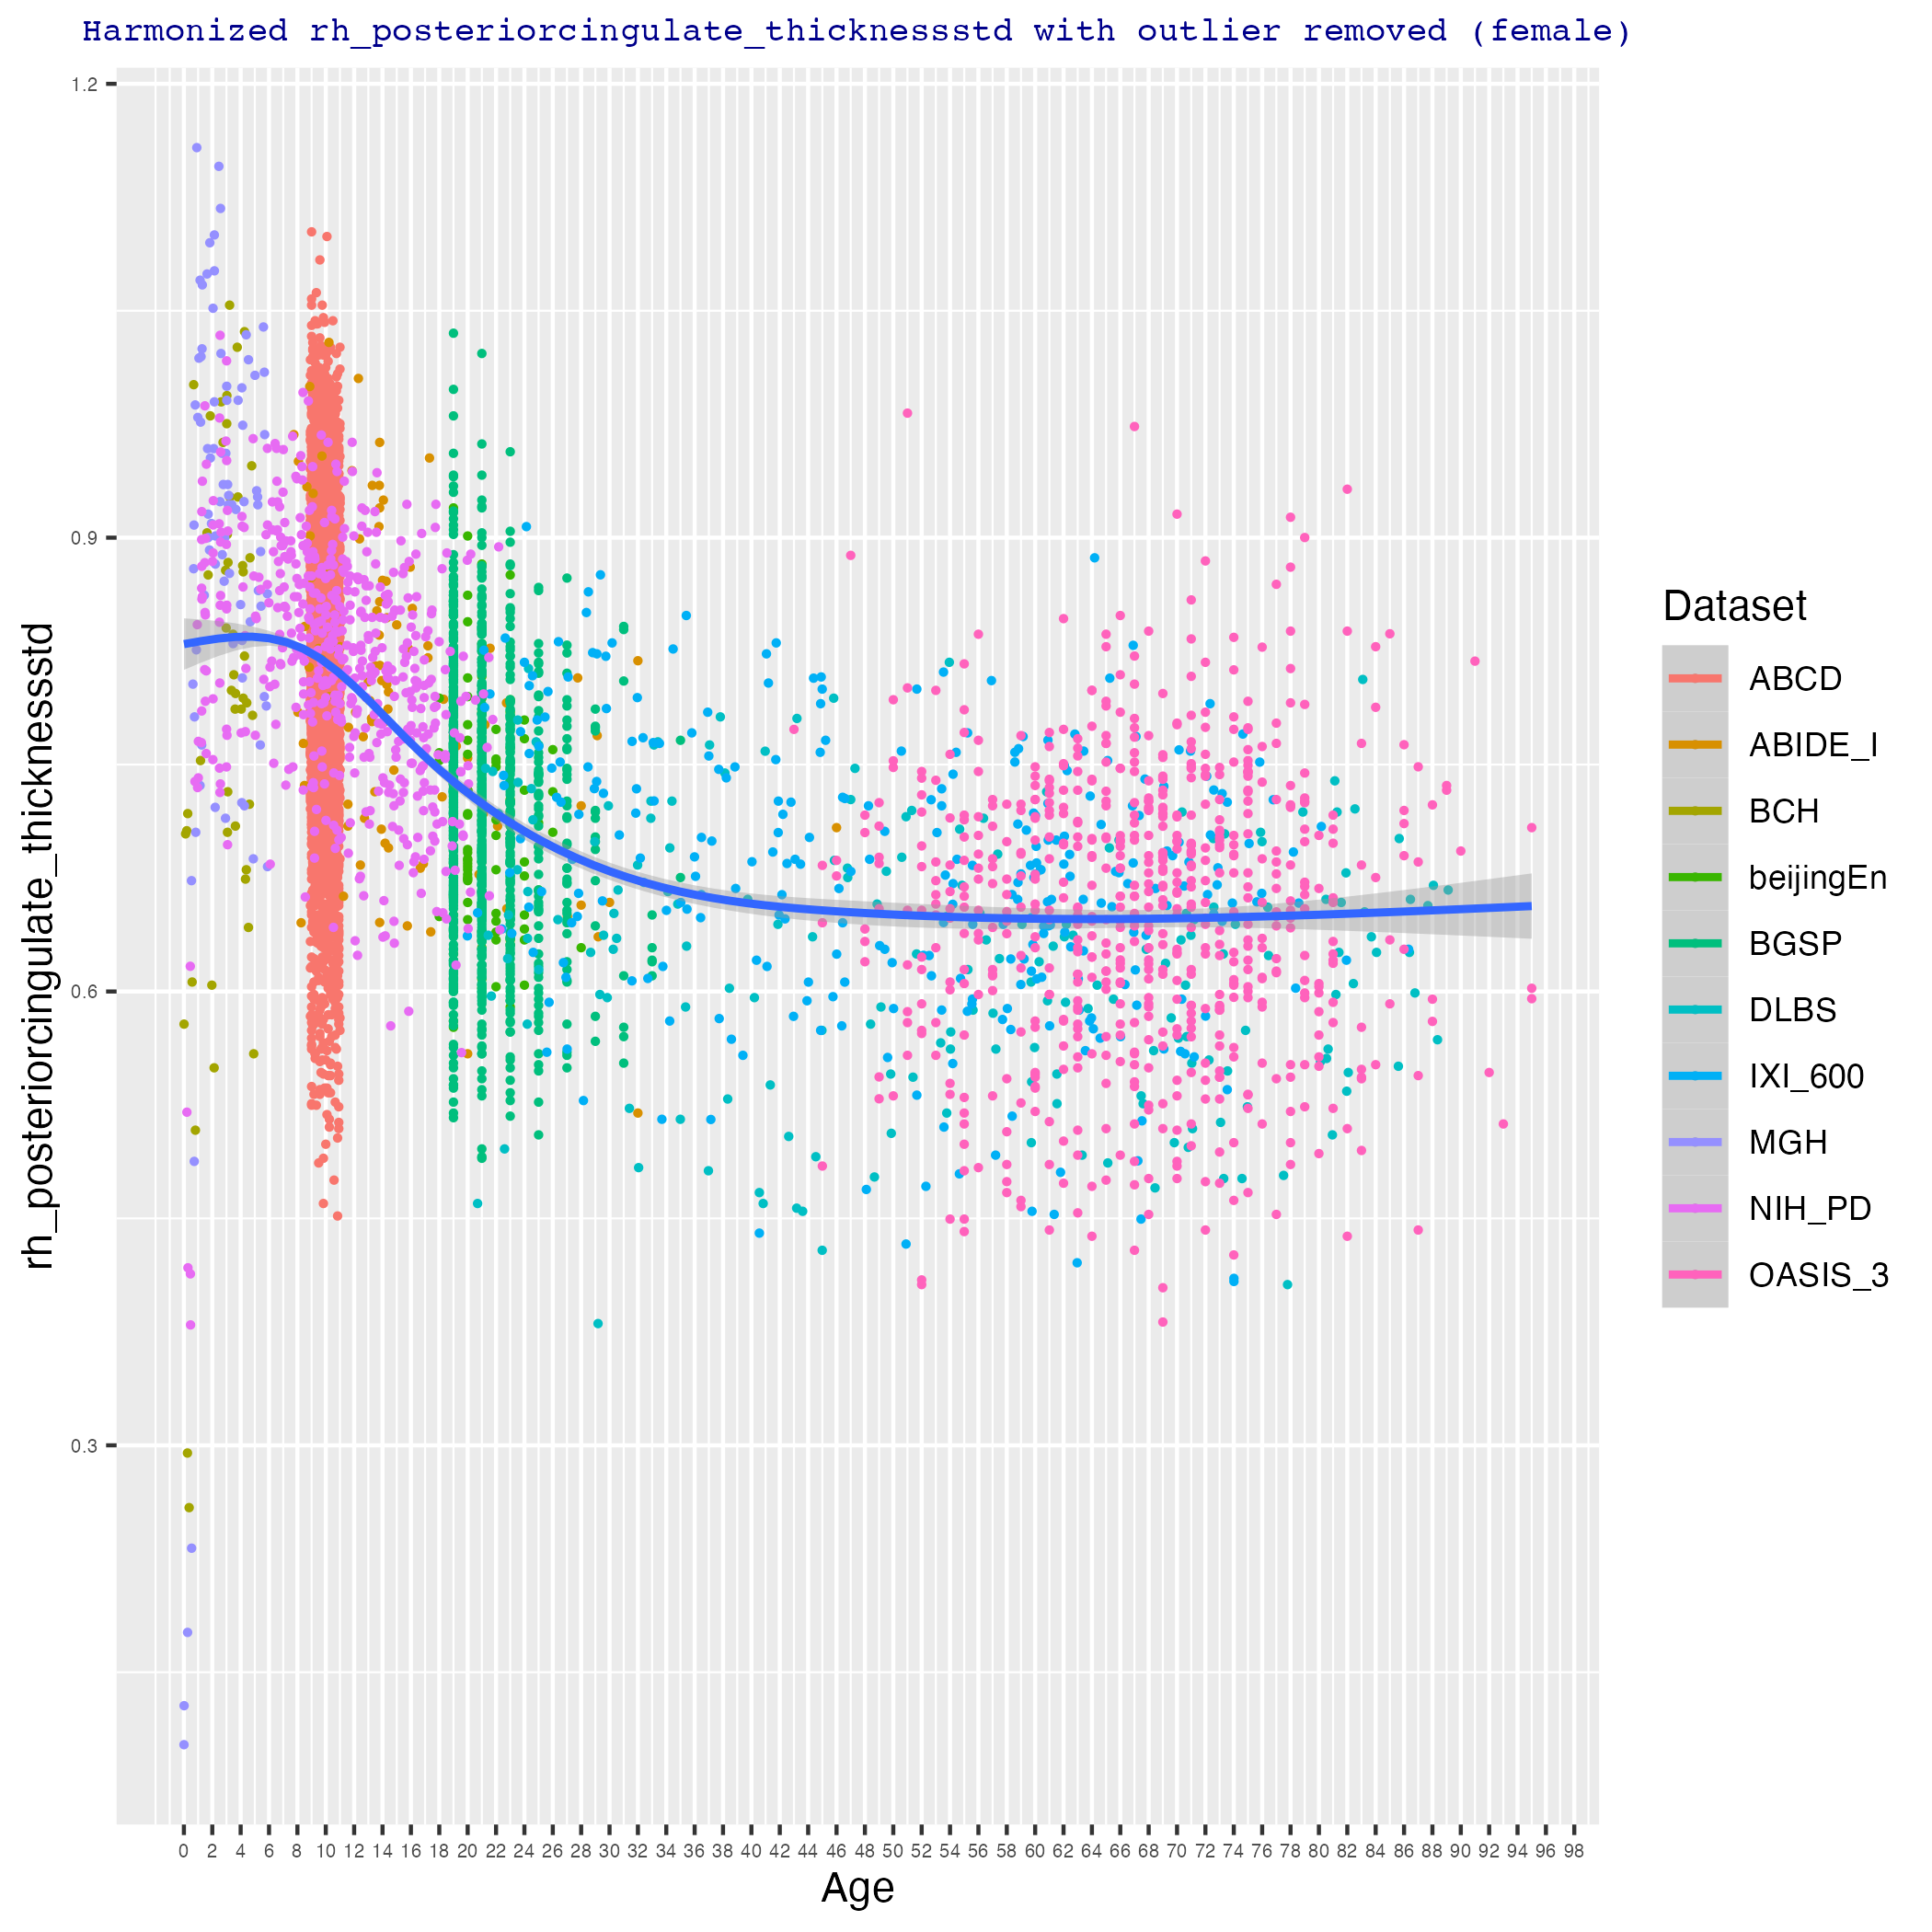 Harmonized rh_posteriorcingulate_thicknessstd with outlier removed (female)
1.2
0.9
0.6
0.3
rh_posteriorcingulate_thicknessstd
0 2 4 6 8 10 12 14 16 18 20 22 24 26 28 30 32 34 36 38 40 42 44 46 48 50 52 54 56 58 60 62 64 66 68 70 72 74 76 78 80 82 84 86 88 90 92 94 96 98
Age
Dataset
ABCD
ABIDE_I
BCH
beijingEn
BGSP
DLBS
IXI_600
MGH
NIH_PD
OASIS_3